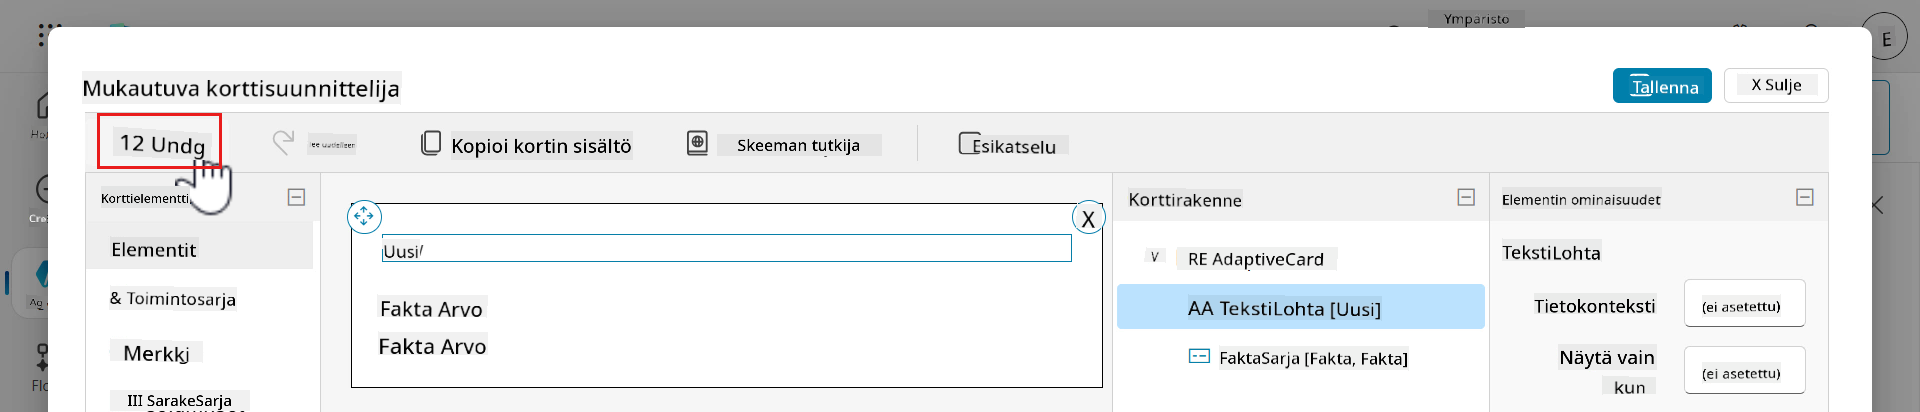 Ymparisto
E
Mukautuva korttisuunnittelija
Tallenna
X Sulje
12 Undg
Tee uudelleen
Kopioi kortin sisältö
Skeeman tutkija
Esikatselu
Korttielementti
Korttirakenne
Elementin ominaisuudet
X
Elementit
Uusi/
V RE AdaptiveCard
TekstiLohta
& Toimintosarja
Fakta Arvo
AA TekstiLohta [Uusi]
Tietokonteksti
(ei asetettu)
Merkki
Fakta Arvo
FaktaSarja [Fakta, Fakta]
Näytä vain
kun
(ei asetettu)
III SarakeSarja